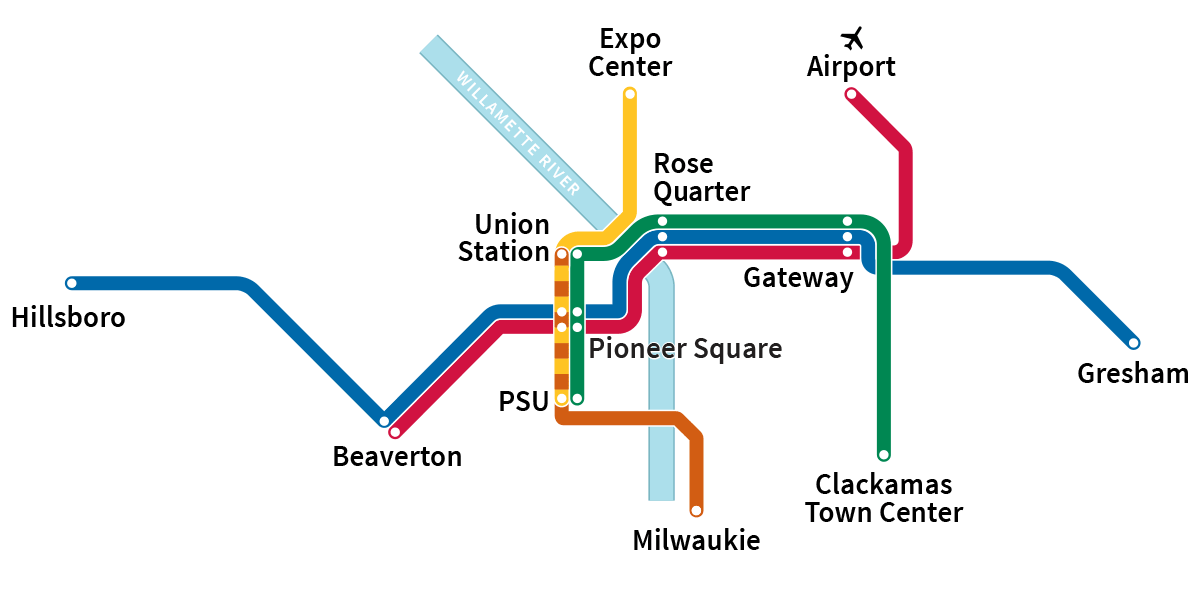 Expo
Center
Airport
WILLAMETTE RIVER
Rose
Quarter
Union
Station
Gateway
Hillsboro
Pioneer Square
Gresham
PSU
Beaverton
Clackamas
Town Center
Milwaukie